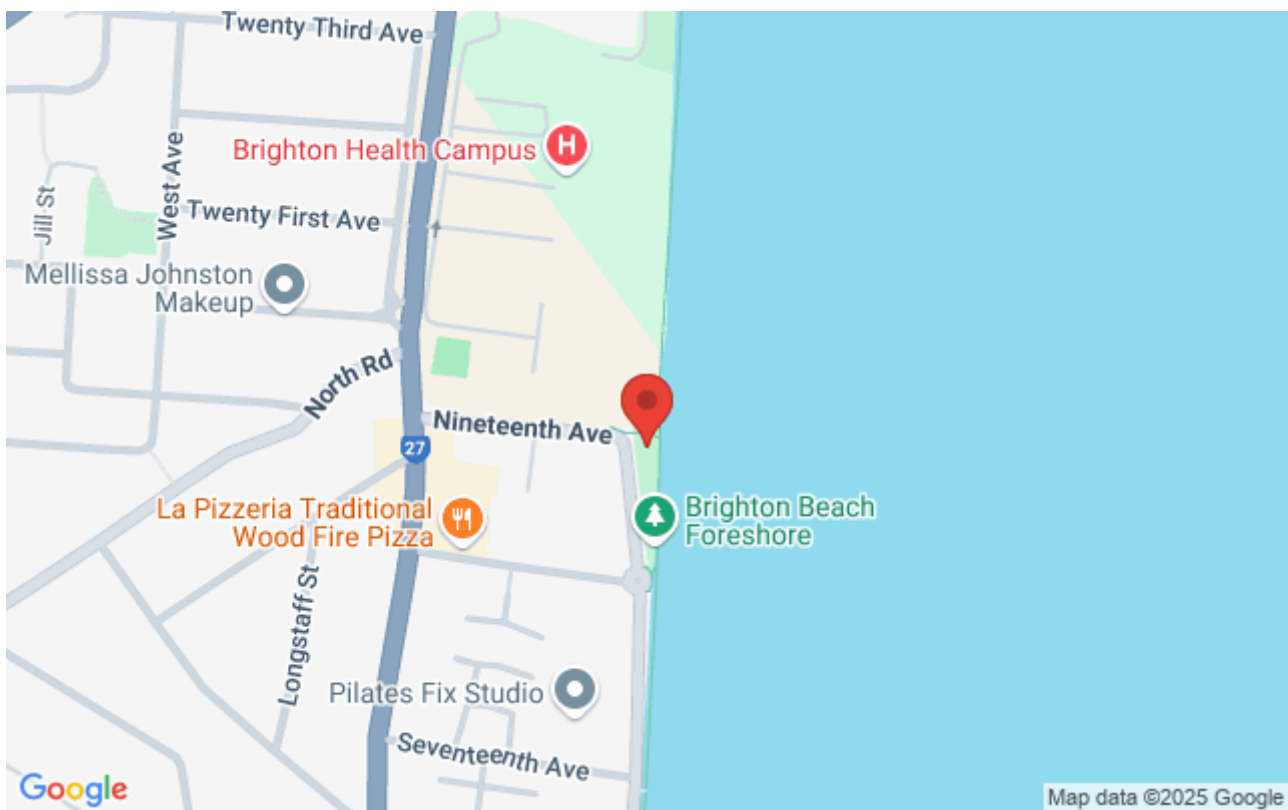 Twenty Third Ave
Brighton Health Campus
H
West Ave
Jill St
Twenty First Ave
Mellissa Johnston
Makeup
North Rd
Nineteenth Ave
27
La Pizzeria Traditional
Wood Fire Pizza
Brighton Beach
Foreshore
Longstaff St
Pilates Fix Studio
Seventeenth Ave
Google
Map data ©2025 Google